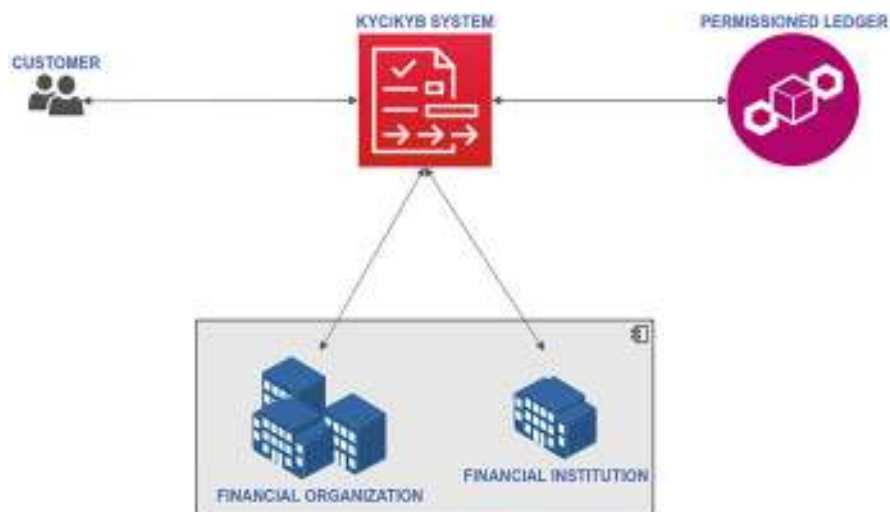 KYC/KYB SYSTEM
PERMISSIONED LEDGER
CUSTOMER
FINANCIAL INSTITUTION
FINANCIAL ORGANIZATION